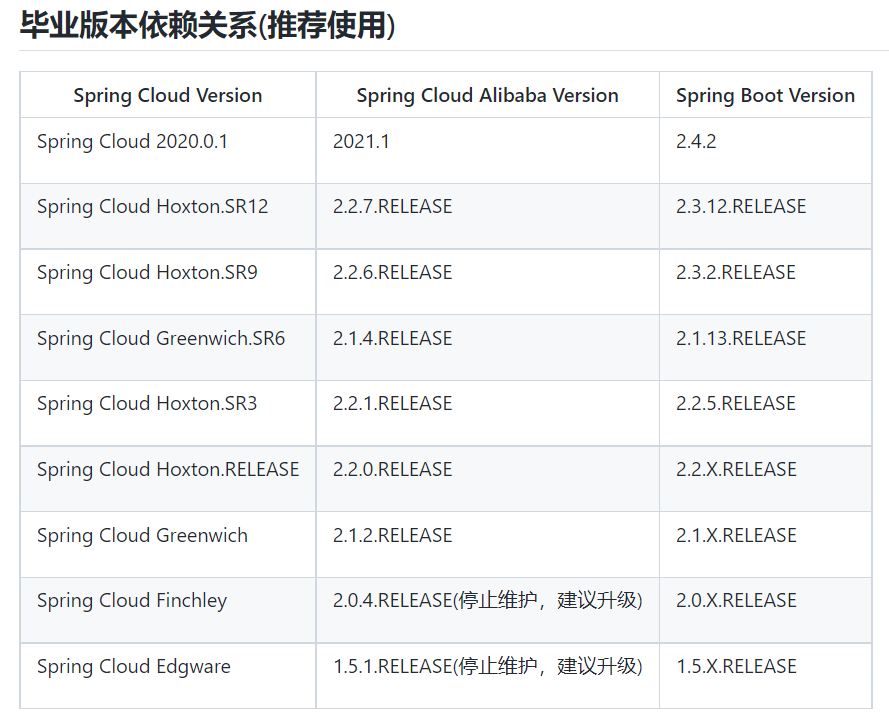 毕业版本依赖关系(推荐使用)
Spring Cloud Version Spring Cloud Alibaba Version Spring Boot Version
Spring Cloud 2020.0.1 2021.1 2.4.2
Spring Cloud Hoxton.SR12 2.2.7.RELEASE 2.3.12.RELEASE
Spring Cloud Hoxton.SR9 2.2.6.RELEASE 2.3.2.RELEASE
Spring Cloud Greenwich.SR6 2.1.4.RELEASE 2.1.13.RELEASE
Spring Cloud Hoxton.SR3 2.2.1.RELEASE 2.2.5.RELEASE
Spring Cloud Hoxton.RELEASE 2.2.0.RELEASE 2.2.X.RELEASE
Spring Cloud Greenwich 2.1.2.RELEASE 2.1.X.RELEASE
Spring Cloud Finchley 2.0.4.RELEASE(停止维护，建议升级) 2.0.X.RELEASE
Spring Cloud Edgware 1.5.1.RELEASE(停止维护，建议升级) 1.5.X.RELEASE